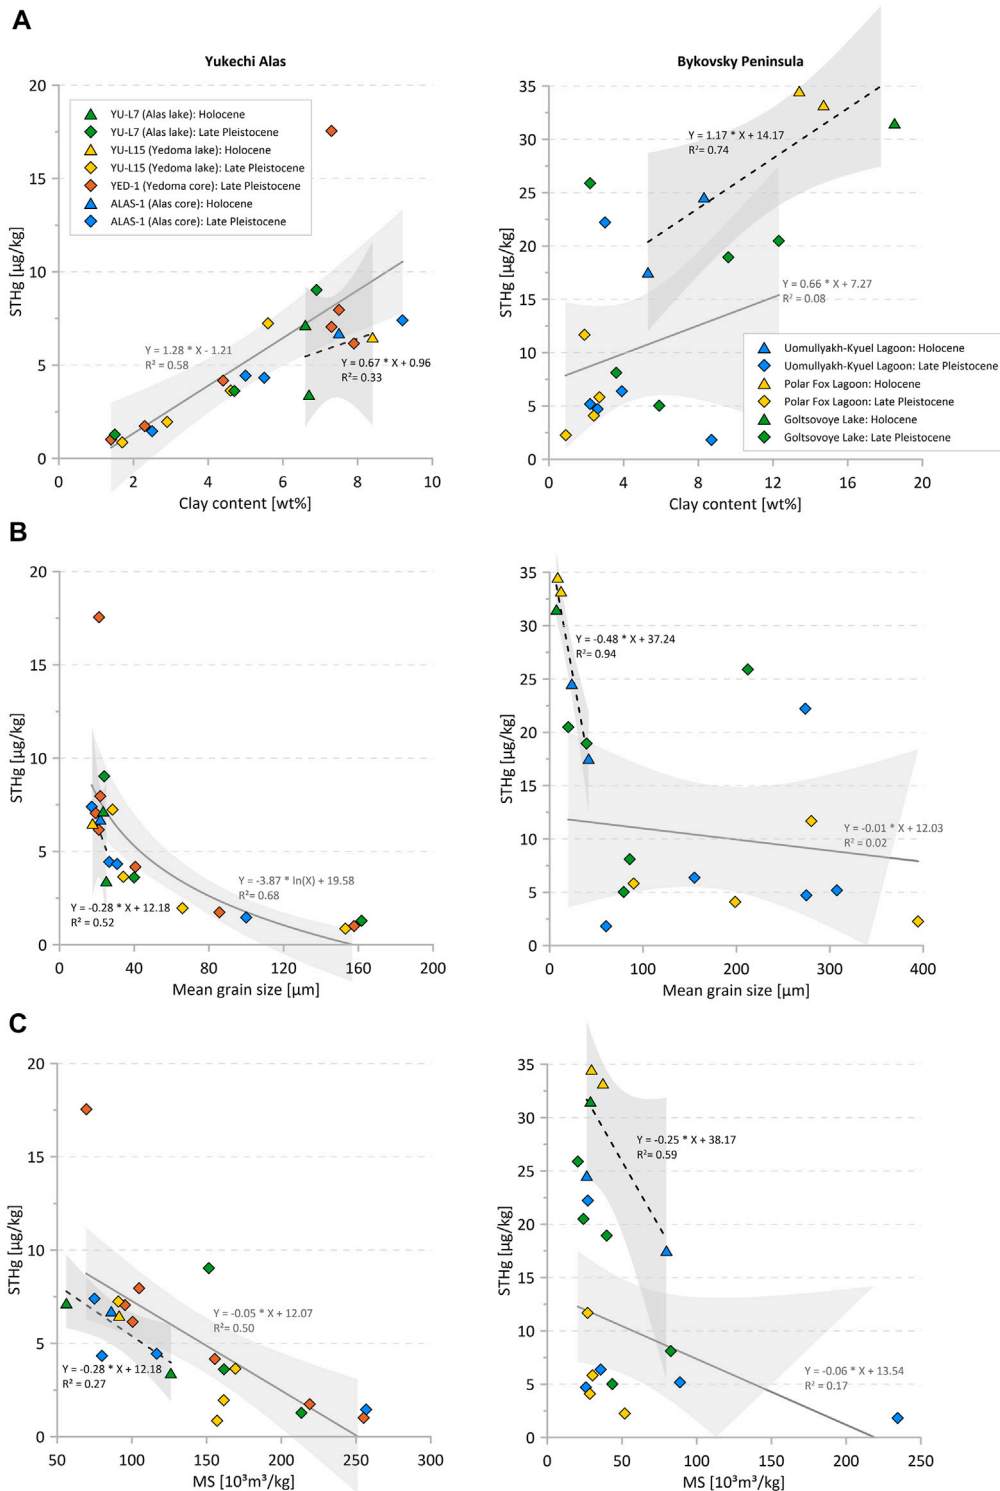 A
Yukechi Alas
STHg [µg/kg]
20
15
10
5
0
YU-L7 (Alas lake): Holocene
YU-L7 (Alas lake): Late Pleistocene
YU-L15 (Yedoma lake): Holocene
YU-L15 (Yedoma lake): Late Pleistocene
YED-1 (Yedoma core): Late Pleistocene
ALAS-1 (Alas core): Holocene
ALAS-1 (Alas core): Late Pleistocene
Y = 1.28 * X - 1.21
R² = 0.58
Y = 0.67 * X + 0.96
R² = 0.33
0 2 4 6 8 10
Clay content [wt%]
Bykovsky Peninsula
STHg [µg/kg]
35
30
25
20
15
10
5
0
Y = 1.17 * X + 14.17
R² = 0.74
Y = 0.66 * X + 7.27
R² = 0.08
Uomullyakh-Kyuel Lagoon: Holocene
Uomullyakh-Kyuel Lagoon: Late Pleistocene
Polar Fox Lagoon: Holocene
Polar Fox Lagoon: Late Pleistocene
Goltsovoye Lake: Holocene
Goltsovoye Lake: Late Pleistocene
0 4 8 12 16 20
Clay content [wt%]
B
STHg [µg/kg]
20
15
10
5
0
Y = -3.87 * ln(X) + 19.58
R²= 0.68
Y = -0.28 * X + 12.18
R² = 0.52
0 40 80 120 160 200
Mean grain size [µm]
STHg [µg/kg]
35
30
25
20
15
10
5
0
Y = -0.48 * X + 37.24
R²= 0.94
Y = -0.01 * X + 12.03
R²= 0.02
0 100 200 300 400
Mean grain size [µm]
C
STHg [µg/kg]
20
15
10
5
0
Y = -0.05 * X + 12.07
R²= 0.50
Y = -0.28 * X + 12.18
R² = 0.27
50 100 150 200 250 300
MS [10³m³/kg]
STHg [µg/kg]
35
30
25
20
15
10
5
0
Y = -0.25 * X + 38.17
R²= 0.59
Y = -0.06 * X + 13.54
R²= 0.17
0 50 100 150 200 250
MS [10³m³/kg]